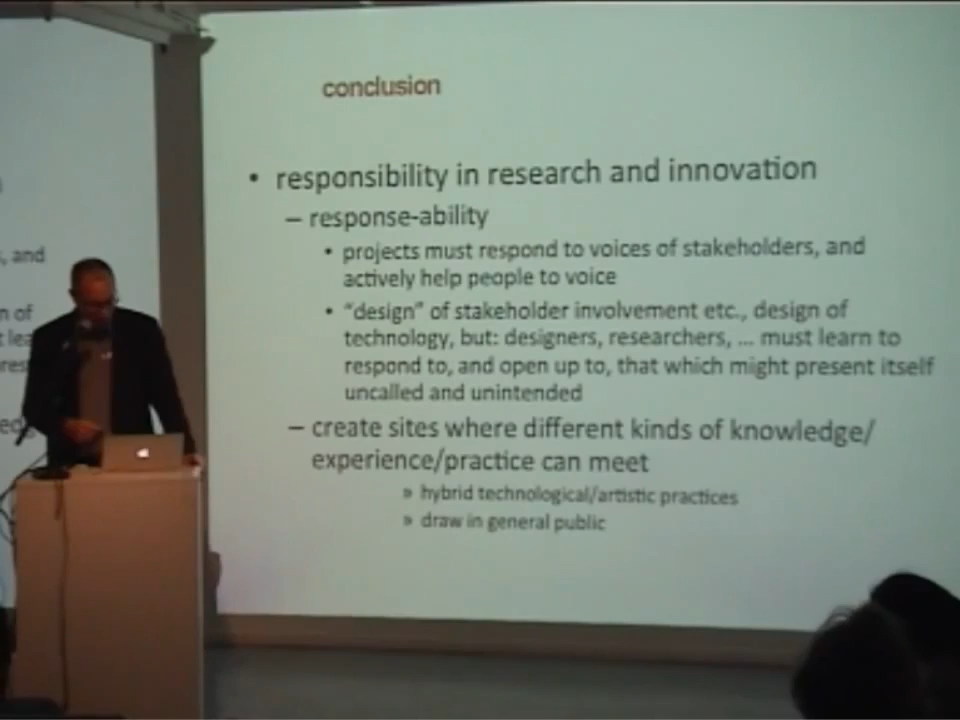 conclusion
• responsibility in research and innovation
– response-ability
• projects must respond to voices of stakeholders, and
actively help people to voice
• “design” of stakeholder involvement etc., design of
technology, but: designers, researchers, ... must learn to
respond to, and open up to, that which might present itself
uncalled and unintended
– create sites where different kinds of knowledge/
experience/practice can meet
» hybrid technological/artistic practices
» draw in general public
, and
n of
t lea